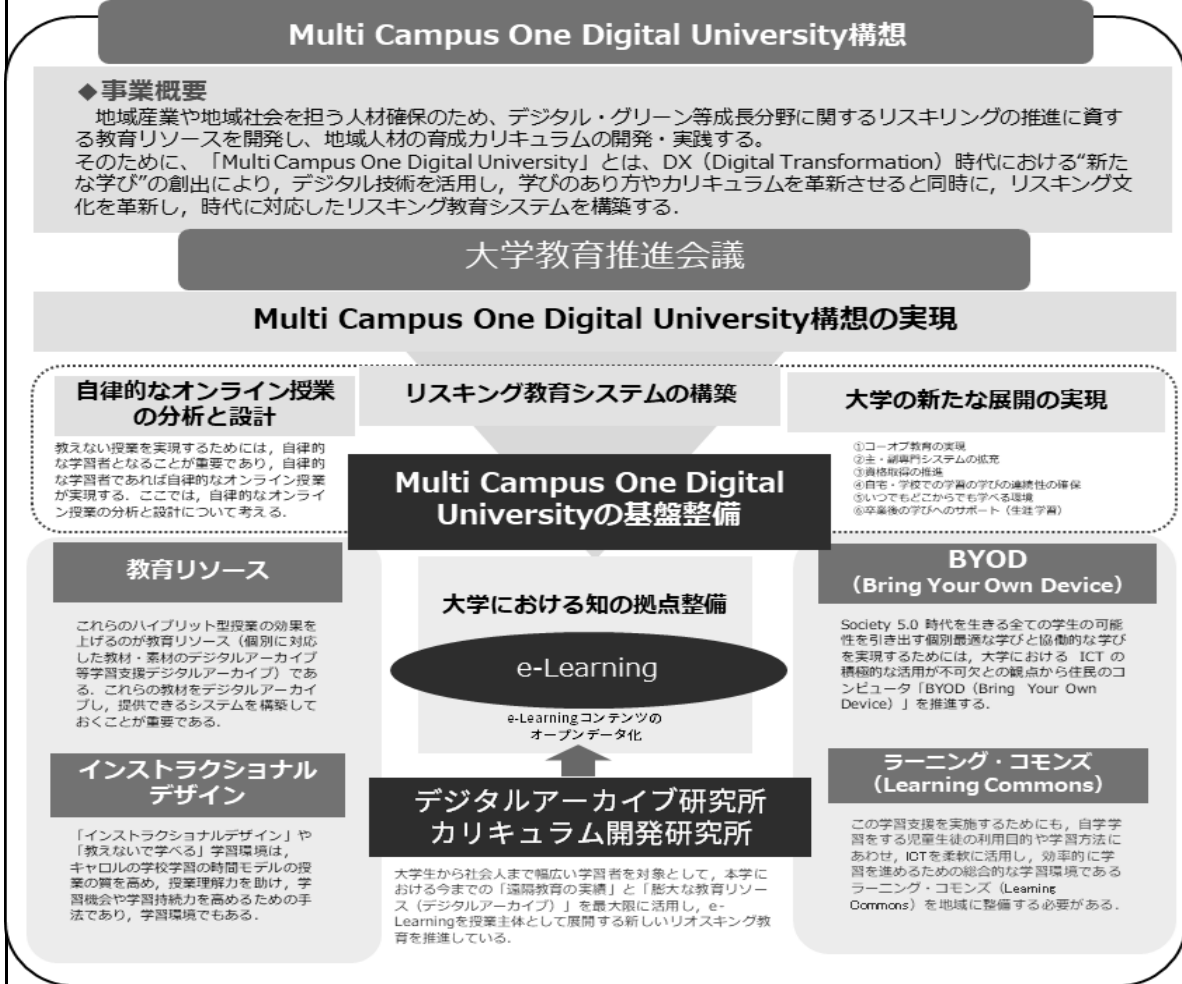 Multi Campus One Digital University構想
◆事業概要
地域産業や地域社会を担う人材確保のため、デジタル・グリーン等成長分野に関するリスキリングの推進に資す
る教育リソースを開発し、地域人材の育成カリキュラムの開発・実践する。
そのために、「Multi Campus One Digital University」とは、DX（Digital Transformation）時代における“新た
な学び”の創出により，デジタル技術を活用し，学びのあり方やカリキュラムを革新させると同時に，リスキング文
化を革新し，時代に対応したリスキング教育システムを構築する．
大学教育推進会議
Multi Campus One Digital University構想の実現
自律的なオンライン授業
の分析と設計
教えない授業を実現するためには，自律的
な学習者となることが重要であり，自律的
な学習者であれば自律的なオンライン授業
が実現する．ここでは，自律的なオンライ
ン授業の分析と設計について考える．
リスキング教育システムの構築
大学の新たな展開の実現
①コーオプ教育の実現
②主・副専門システムの拡充
③資格取得の推進
④自宅・学校での学習の学びの連続性の確保
⑤いつでもどこからでも学べる環境
⑥卒業後の学びへのサポート（生涯学習）
Multi Campus One Digital
Universityの基盤整備
教育リソース
これらのハイブリット型授業の効果を
上げるのが教育リソース（個別に対応
した教材・素材のデジタルアーカイブ
等学習支援デジタルアーカイブ）であ
る．これらの教材をデジタルアーカイ
ブし，提供できるシステムを構築して
おくことが重要である．
インストラクショナル
デザイン
「インストラクショナルデザイン」や
「教えないで学べる」学習環境は，
キャロルの学校学習の時間モデルの授
業の質を高め，授業理解力を助け，学
習機会や学習持続力を高めるための手
法であり，学習環境でもある．
大学における知の拠点整備
e-Learning
e-Learningコンテンツの
オープンデータ化
デジタルアーカイブ研究所
カリキュラム開発研究所
大学生から社会人まで幅広い学習者を対象として，本学に
おける今までの「遠隔教育の実績」と「膨大な教育リソー
ス（デジタルアーカイブ）」を最大限に活用し，e-
Learningを授業主体として展開する新しいリオスキング教
育を推進している．
BYOD
（Bring Your Own Device）
Society 5.0 時代を生きる全ての学生の可能
性を引き出す個別最適な学びと協働的な学び
を実現するためには，大学における ICT の
積極的な活用が不可欠との観点から住民のコ
ンピュータ「BYOD（Bring Your Own
Device）」を推進する．
ラーニング・コモンズ
（Learning Commons）
この学習支援を実施するためにも，自学学
習をする児童生徒の利用目的や学習方法に
あわせ，ICTを柔軟に活用し，効率的に学
習を進めるための総合的な学習環境である
ラーニング・コモンズ（Learning
Commons）を地域に整備する必要がある．